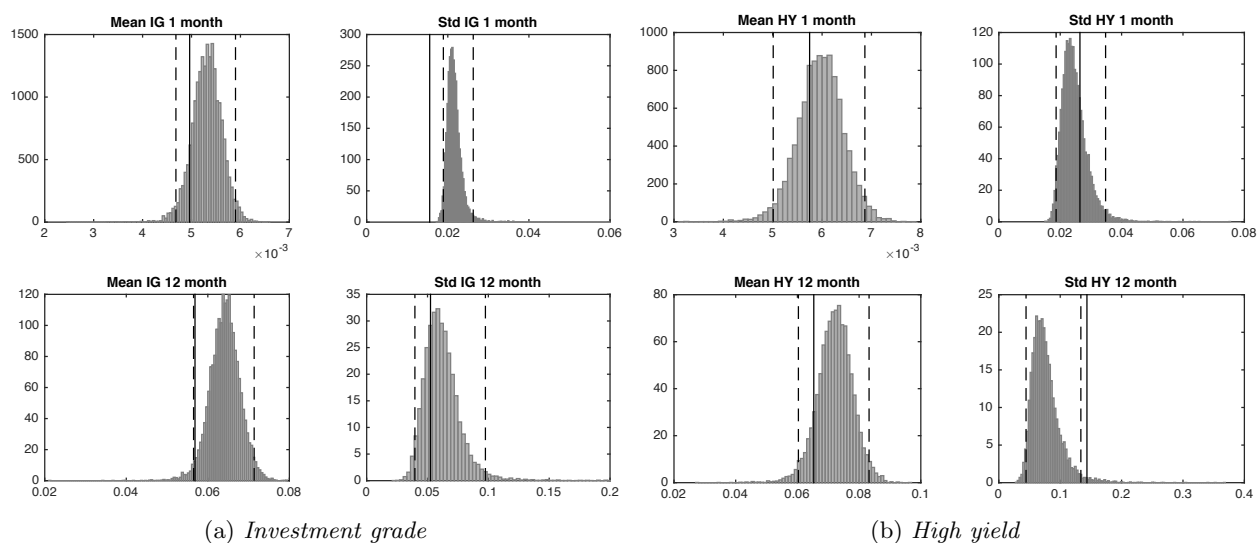 Mean IG 1 month
1500
1000
500
0
2 3 4 5 6 7
×10-3
Std IG 1 month
300
250
200
150
100
50
0
0 0.02 0.04 0.06
Mean HY 1 month
1000
800
600
400
200
0
3 4 5 6 7 8
×10-3
Std HY 1 month
120
100
80
60
40
20
0
0 0.02 0.04 0.06 0.08
Mean IG 12 month
120
100
80
60
40
20
0
0.02 0.04 0.06 0.08
Std IG 12 month
35
30
25
20
15
10
5
0
0 0.05 0.1 0.15 0.2
Mean HY 12 month
80
60
40
20
0
0.02 0.04 0.06 0.08 0.1
Std HY 12 month
25
20
15
10
5
0
0 0.1 0.2 0.3 0.4
(a) Investment grade
(b) High yield